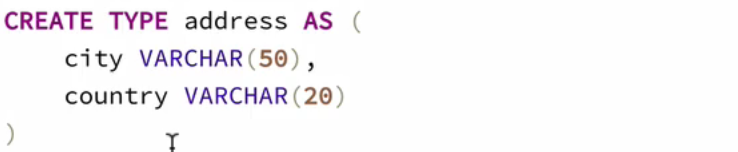 CREATE TYPE address AS (
    city VARCHAR(50),
    country VARCHAR(20)
)